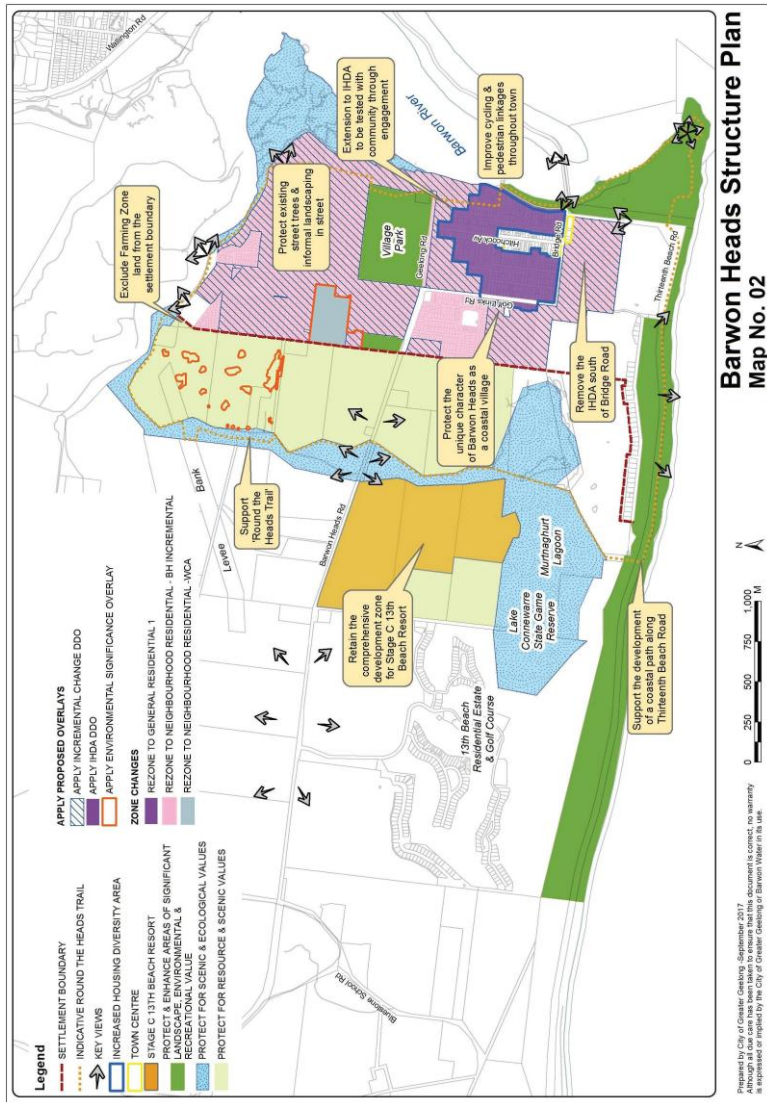 Legend
SETTLEMENT BOUNDARY
INDICATIVE ROUND THE HEADS TRAIL
KEY VIEWS
INCREASED HOUSING DIVERSITY AREA
TOWN CENTRE
STAGE C 13TH BEACH RESORT
PROTECT & ENHANCE AREAS OF SIGNIFICANT
LANDSCAPE, ENVIRONMENTAL &
RECREATIONAL VALUE
PROTECT FOR SCENIC & ECOLOGICAL VALUES
PROTECT FOR RESOURCE & SCENIC VALUES
APPLY PROPOSED OVERLAYS
APPLY INCREMENTAL CHANGE DDO
APPLY IHDA DDO
APPLY ENVIRONMENTAL SIGNIFICANCE OVERLAY
ZONE CHANGES
REZONE TO GENERAL RESIDENTIAL 1
REZONE TO NEIGHBOURHOOD RESIDENTIAL - BH INCREMENTAL
REZONE TO NEIGHBOURHOOD RESIDENTIAL -WCA
Wallington Rd
Exclude Farming Zone
land from the
settlement boundary
Protect existing
street trees &
informal landscaping
in street
Extension to IHDA
to be tested with
community through
engagement
Barwon River
Improve cycling &
pedestrian linkages
throughout town
Village
Park
Geelong Rd
Hitchcock Av
Bridge Rd
Golf Links Rd
Levee
Bank
Support
'Round the
Heads Trail'
Barwon Heads Rd
Protect the
unique character
of Barwon Heads as
a coastal village
Remove the
IHDA south
of Bridge Road
Thirteenth Beach Rd
Retain the
comprehensive
development zone
for Stage C 13th
Beach Resort
Lake
Connewarre
State Game
Reserve
Murtnaghurt
Lagoon
13th Beach
Residential Estate
& Golf Course
Bluestone School Rd
Support the development
of a coastal path along
Thirteenth Beach Road
Prepared by City of Greater Geelong -September 2017
Although all due care has been taken to ensure that this document is correct, no warranty
is expressed or implied by the City of Greater Geelong or Barwon Water in its use.
0 250 500 750 1,000
M
N
Barwon Heads Structure Plan
Map No. 02